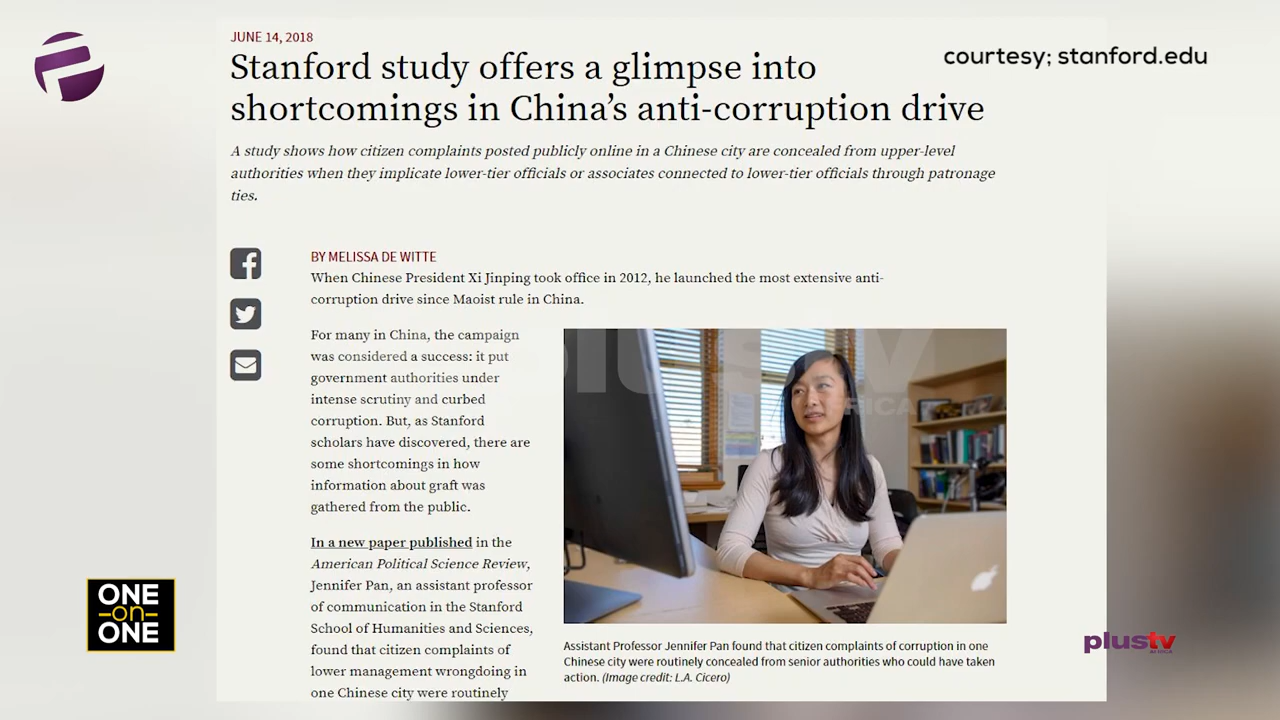 JUNE 14, 2018
Stanford study offers a glimpse into
shortcomings in China's anti-corruption drive
courtesy; stanford.edu
A study shows how citizen complaints posted publicly online in a Chinese city are concealed from upper-level
authorities when they implicate lower-tier officials or associates connected to lower-tier officials through patronage
ties.
BY MELISSA DE WITTE
When Chinese President Xi Jinping took office in 2012, he launched the most extensive anti-
corruption drive since Maoist rule in China.
For many in China, the campaign
was considered a success: it put
government authorities under
intense scrutiny and curbed
corruption. But, as Stanford
scholars have discovered, there are
some shortcomings in how
information about graft was
gathered from the public.
In a new paper published in the
American Political Science Review,
Jennifer Pan, an assistant professor
of communication in the Stanford
School of Humanities and Sciences,
found that citizen complaints of
lower management wrongdoing in
one Chinese city were routinely
plustv
AFRICA
Assistant Professor Jennifer Pan found that citizen complaints of corruption in one
Chinese city were routinely concealed from senior authorities who could have taken
action. (Image credit: L.A. Cicero)
ONE
on
ONE
plustv
AFRICA